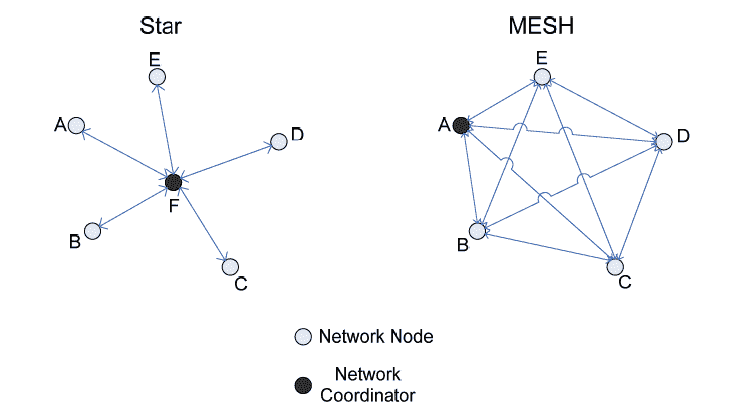 Star
E
A
D
F
B
C
MESH
E
A
D
B
C
Network Node
Network
Coordinator